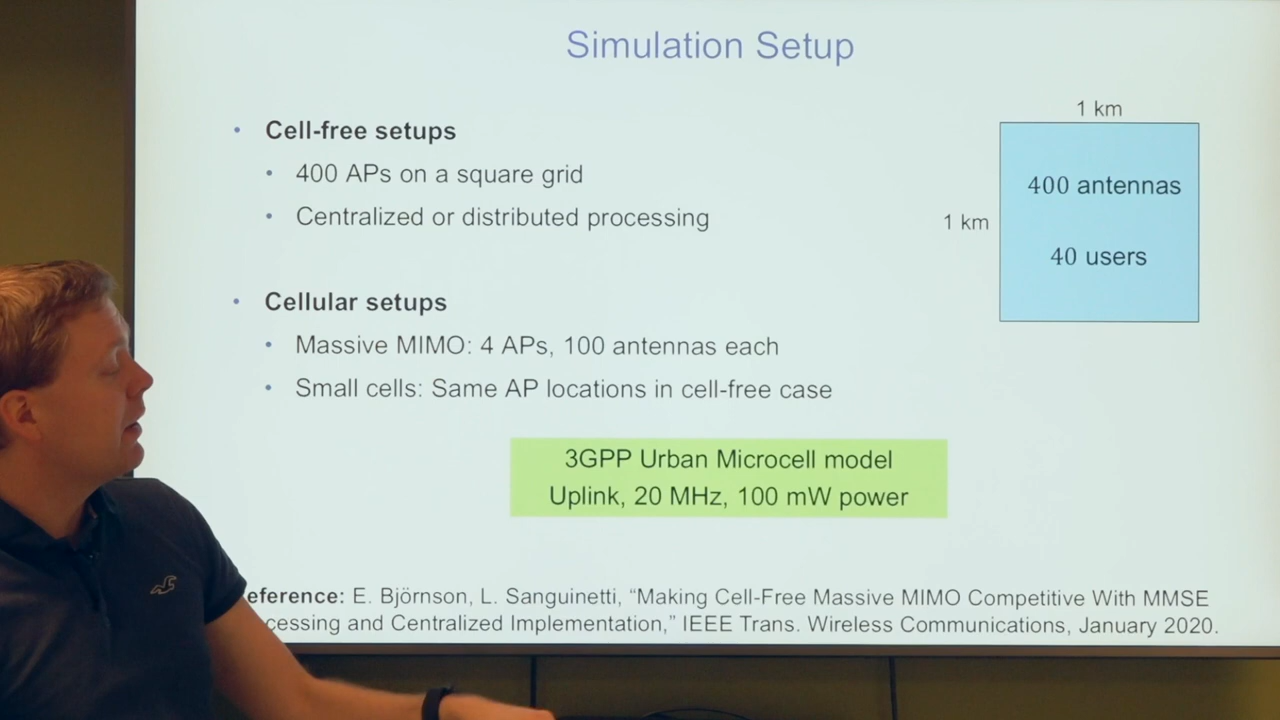 Simulation Setup
• Cell-free setups
• 400 APs on a square grid
• Centralized or distributed processing
1 km
1 km
400 antennas
40 users
• Cellular setups
• Massive MIMO: 4 APs, 100 antennas each
• Small cells: Same AP locations in cell-free case
3GPP Urban Microcell model
Uplink, 20 MHz, 100 mW power
eference: E. Björnson, L. Sanguinetti, “Making Cell-Free Massive MIMO Competitive With MMSE
cessing and Centralized Implementation,” IEEE Trans. Wireless Communications, January 2020.